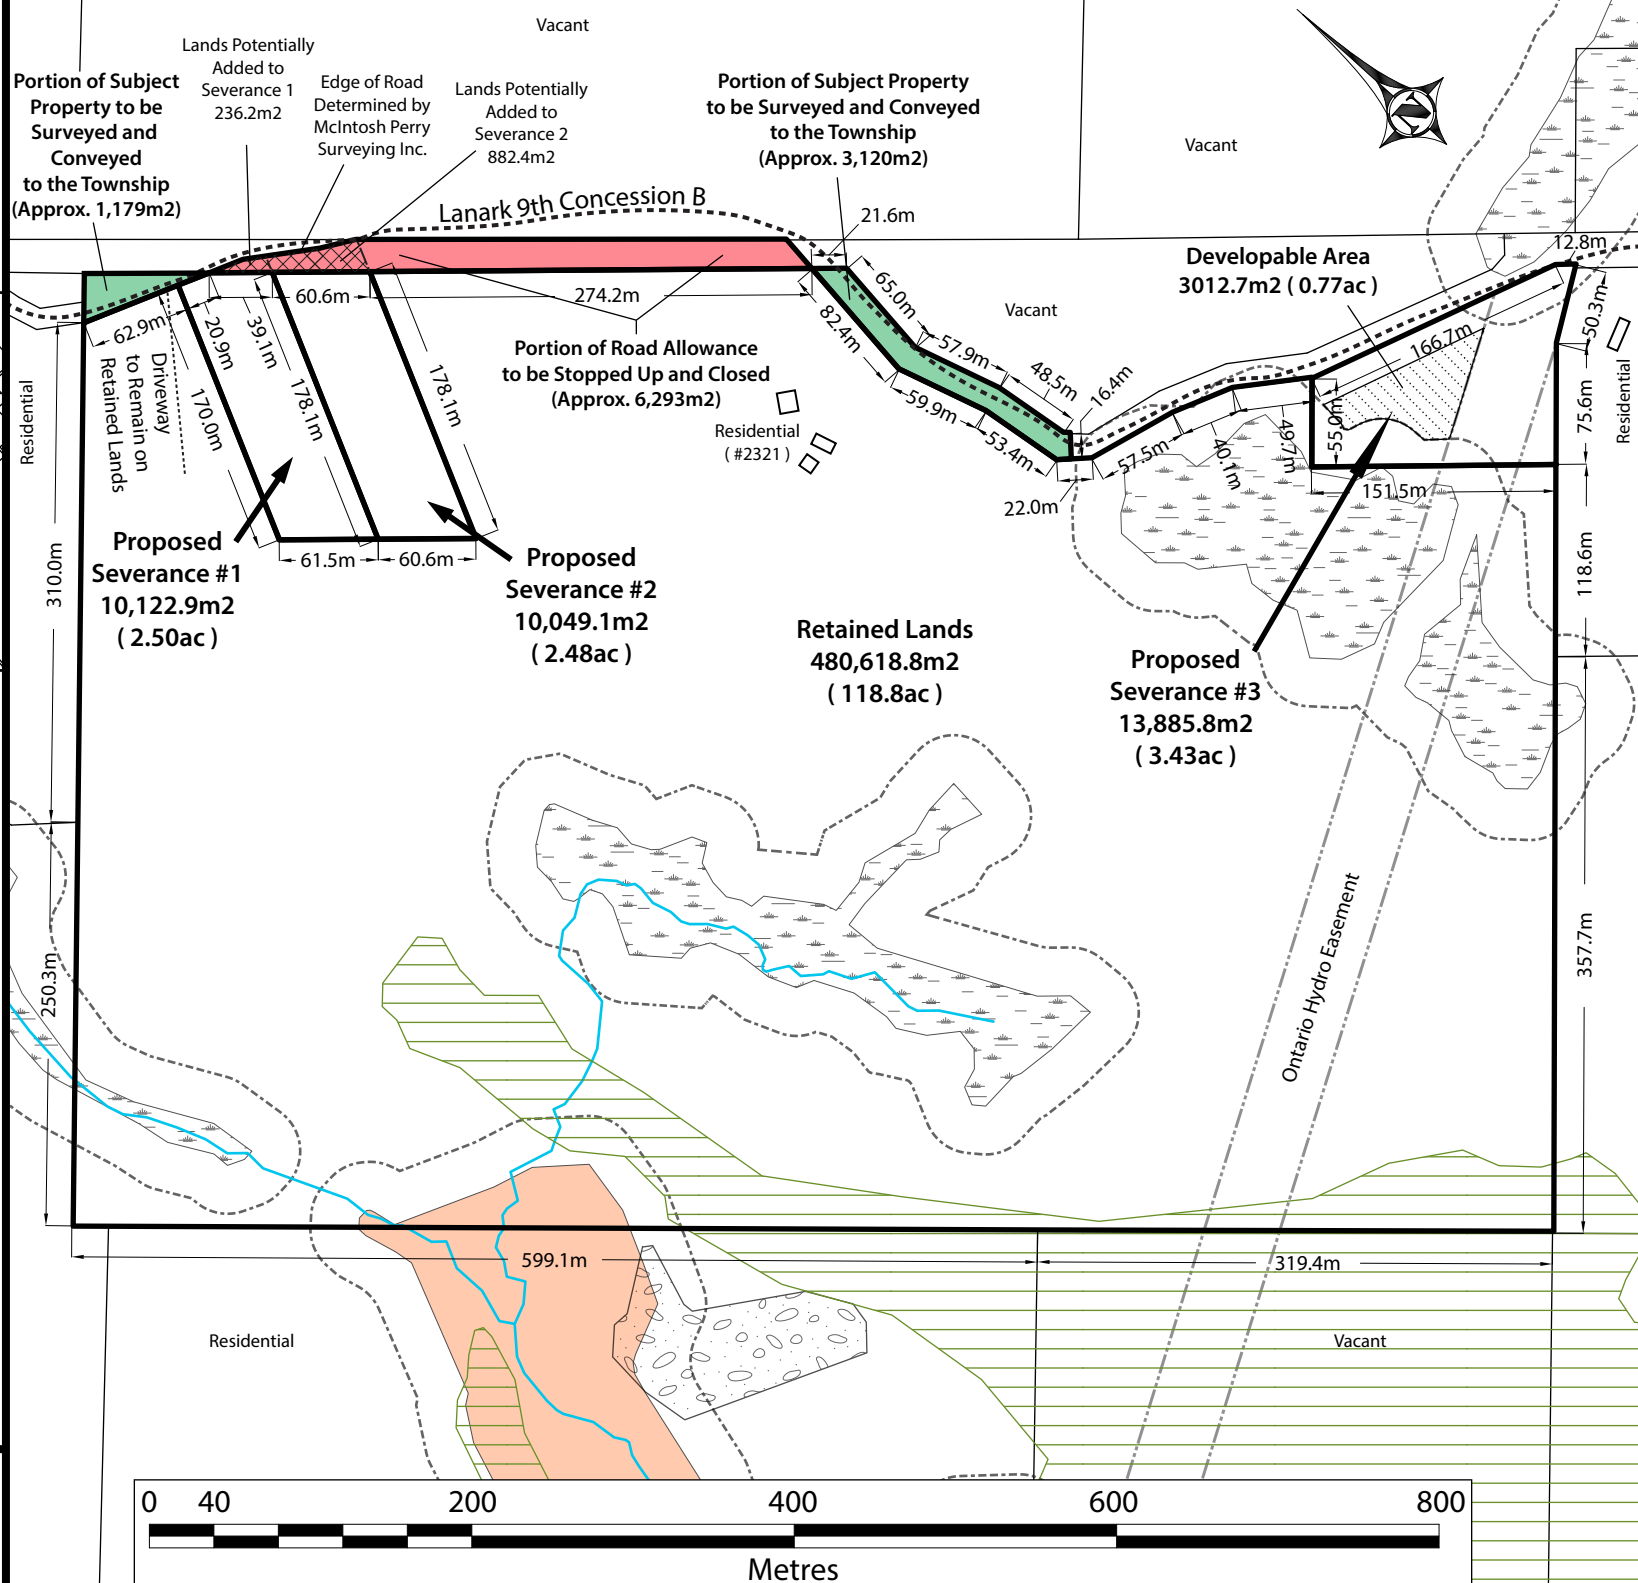 Vacant
Lands Potentially
Added to
Severance 1
236.2m2
Portion of Subject
Property to be
Surveyed and
Conveyed
to the Township
(Approx. 1,179m2)
Edge of Road
Determined by
McIntosh Perry
Surveying Inc.
Lands Potentially
Added to
Severance 2
882.4m2
Portion of Subject Property
to be Surveyed and Conveyed
to the Township
(Approx. 3,120m2)
Vacant
N
Lanark 9th Concession B
21.6m
12.8m
Developable Area
3012.7m2 ( 0.77ac )
62.9m
20.9m
39.1m
60.6m
274.2m
82.4m
65.0m
Vacant
57.9m
48.5m
16.4m
166.7m
50.3m
Residential
Driveway
to Remain on
Retained Lands
170.0m
178.1m
178.1m
Portion of Road Allowance
to be Stopped Up and Closed
(Approx. 6,293m2)
Residential
( #2321 )
59.9m
53.4m
22.0m
57.5m
40.1m
49.7m
55.0m
151.5m
75.6m
Residential
310.0m
Proposed
Severance #1
10,122.9m2
( 2.50ac )
61.5m
60.6m
Proposed
Severance #2
10,049.1m2
( 2.48ac )
Retained Lands
480,618.8m2
( 118.8ac )
Proposed
Severance #3
13,885.8m2
( 3.43ac )
118.6m
250.3m
Ontario Hydro Easement
357.7m
599.1m
319.4m
Residential
Vacant
0 40 200 400 600 800
Metres